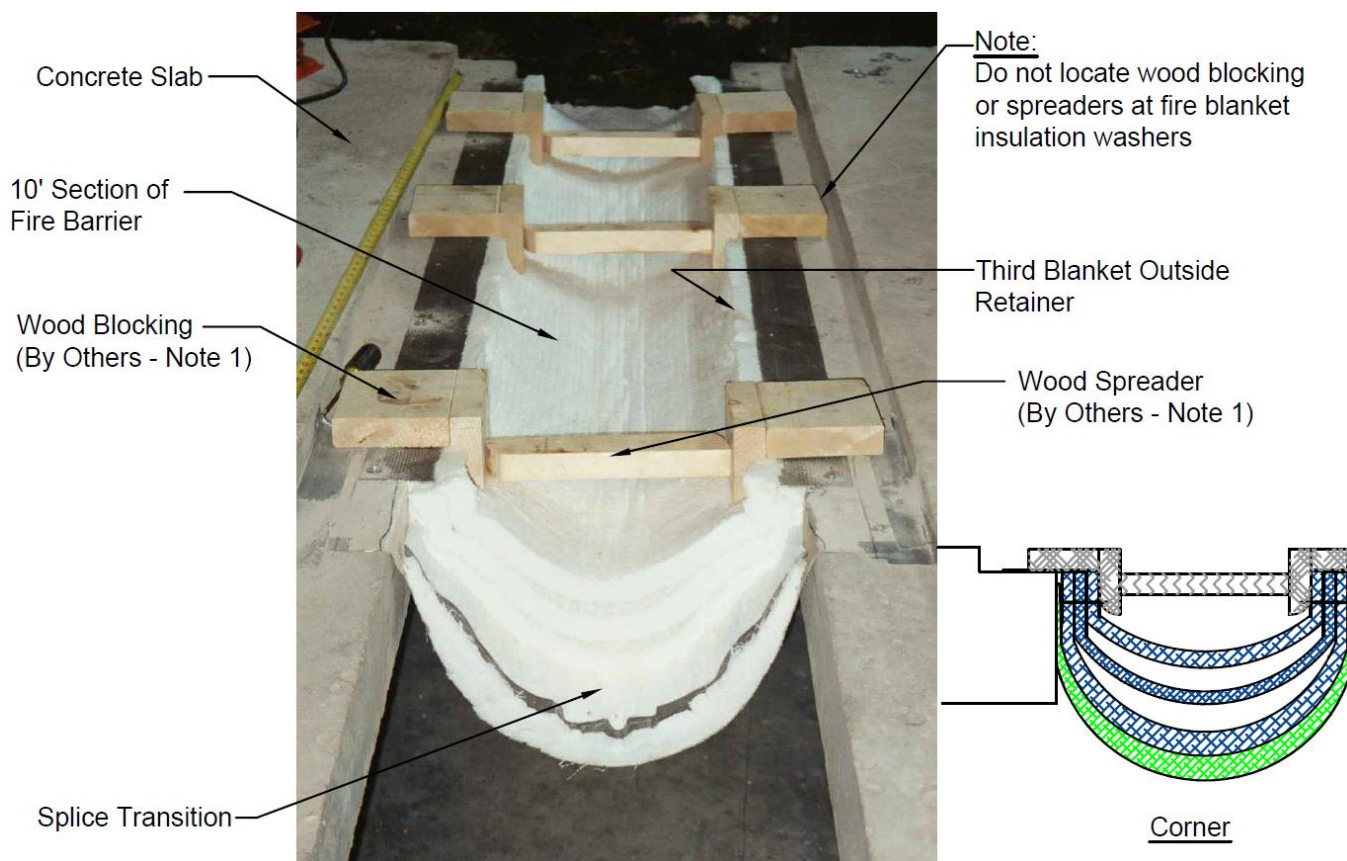 Concrete Slab
10' Section of
Fire Barrier
Wood Blocking
(By Others - Note 1)
Splice Transition
Note:
Do not locate wood blocking
or spreaders at fire blanket
insulation washers
Third Blanket Outside
Retainer
Wood Spreader
(By Others - Note 1)
Corner